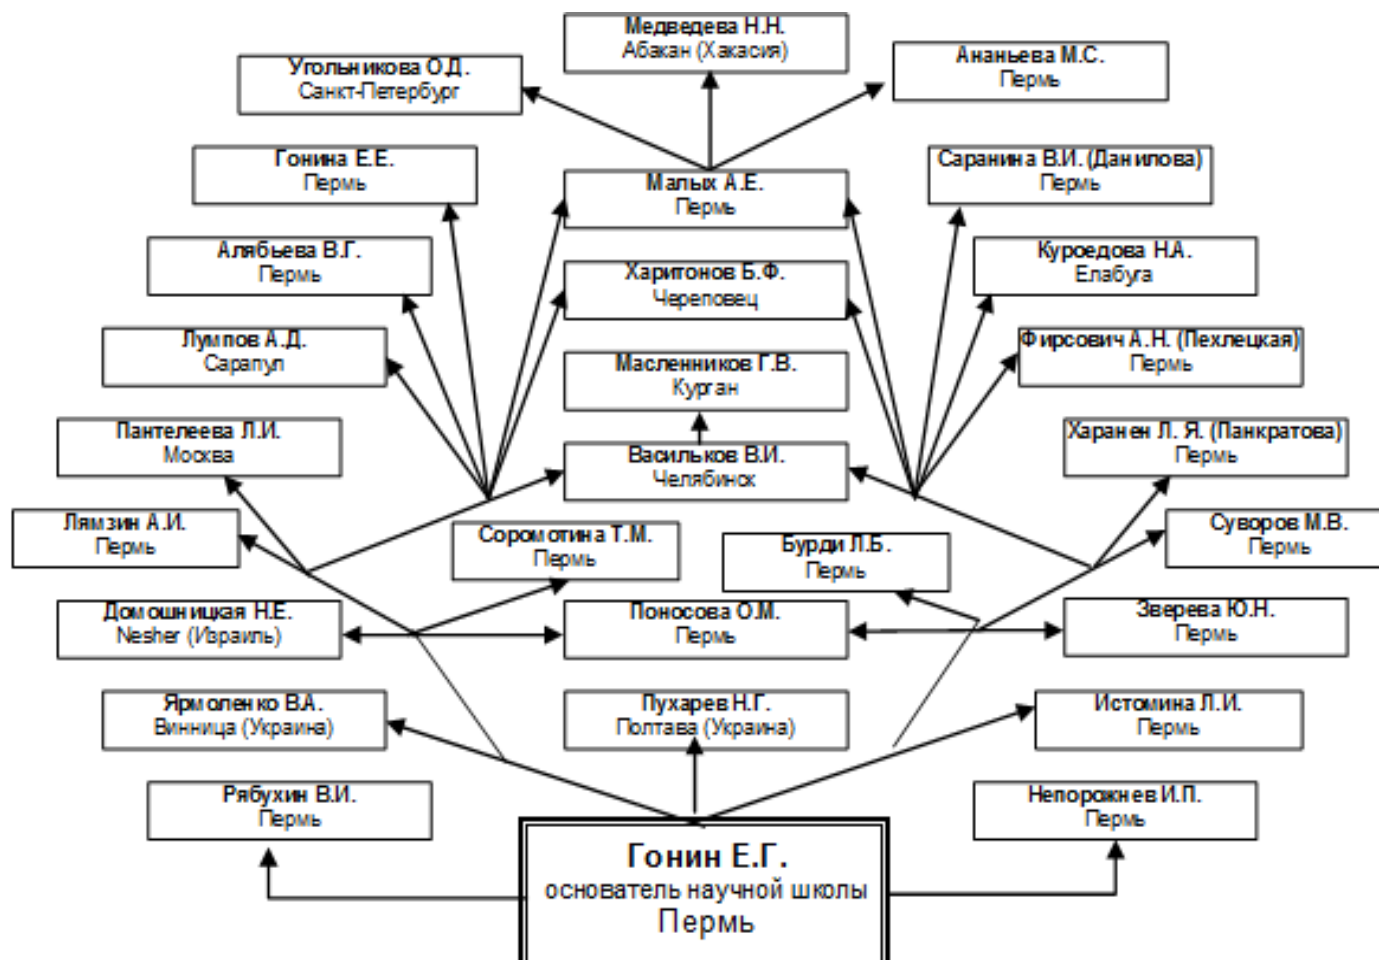 Медведева Н.Н.
Абакан (Хакасия)
Ананьева М.С.
Пермь
Угольникова О.Д.
Санкт-Петербург
Гонина Е.Е.
Пермь
Малых А.Е.
Пермь
Саранина В.И. (Данилова)
Пермь
Алябьева В.Г.
Пермь
Харитонов Б.Ф.
Череповец
Куроедова Н.А.
Елабуга
Лумпов А.Д.
Сарапул
Масленников Г.В.
Курган
Фирсович А.Н. (Пехлецкая)
Пермь
Пантелеева Л.И.
Москва
Васильков В.И.
Челябинск
Харанен Л. Я. (Панкратова)
Пермь
Лямзин А.И.
Пермь
Соромотина Т.М.
Пермь
Бурди Л.Б.
Пермь
Суворов М.В.
Пермь
Домошницкая Н.Е.
Nesher (Израиль)
Поносова О.М.
Пермь
Зверева Ю.Н.
Пермь
Ярмоленко В.А.
Винница (Украина)
Пухарев Н.Г.
Полтава (Украина)
Истомина Л.И.
Пермь
Рябухин В.И.
Пермь
Непорожнев И.П.
Пермь
Гонин Е.Г.
основатель научной школы
Пермь